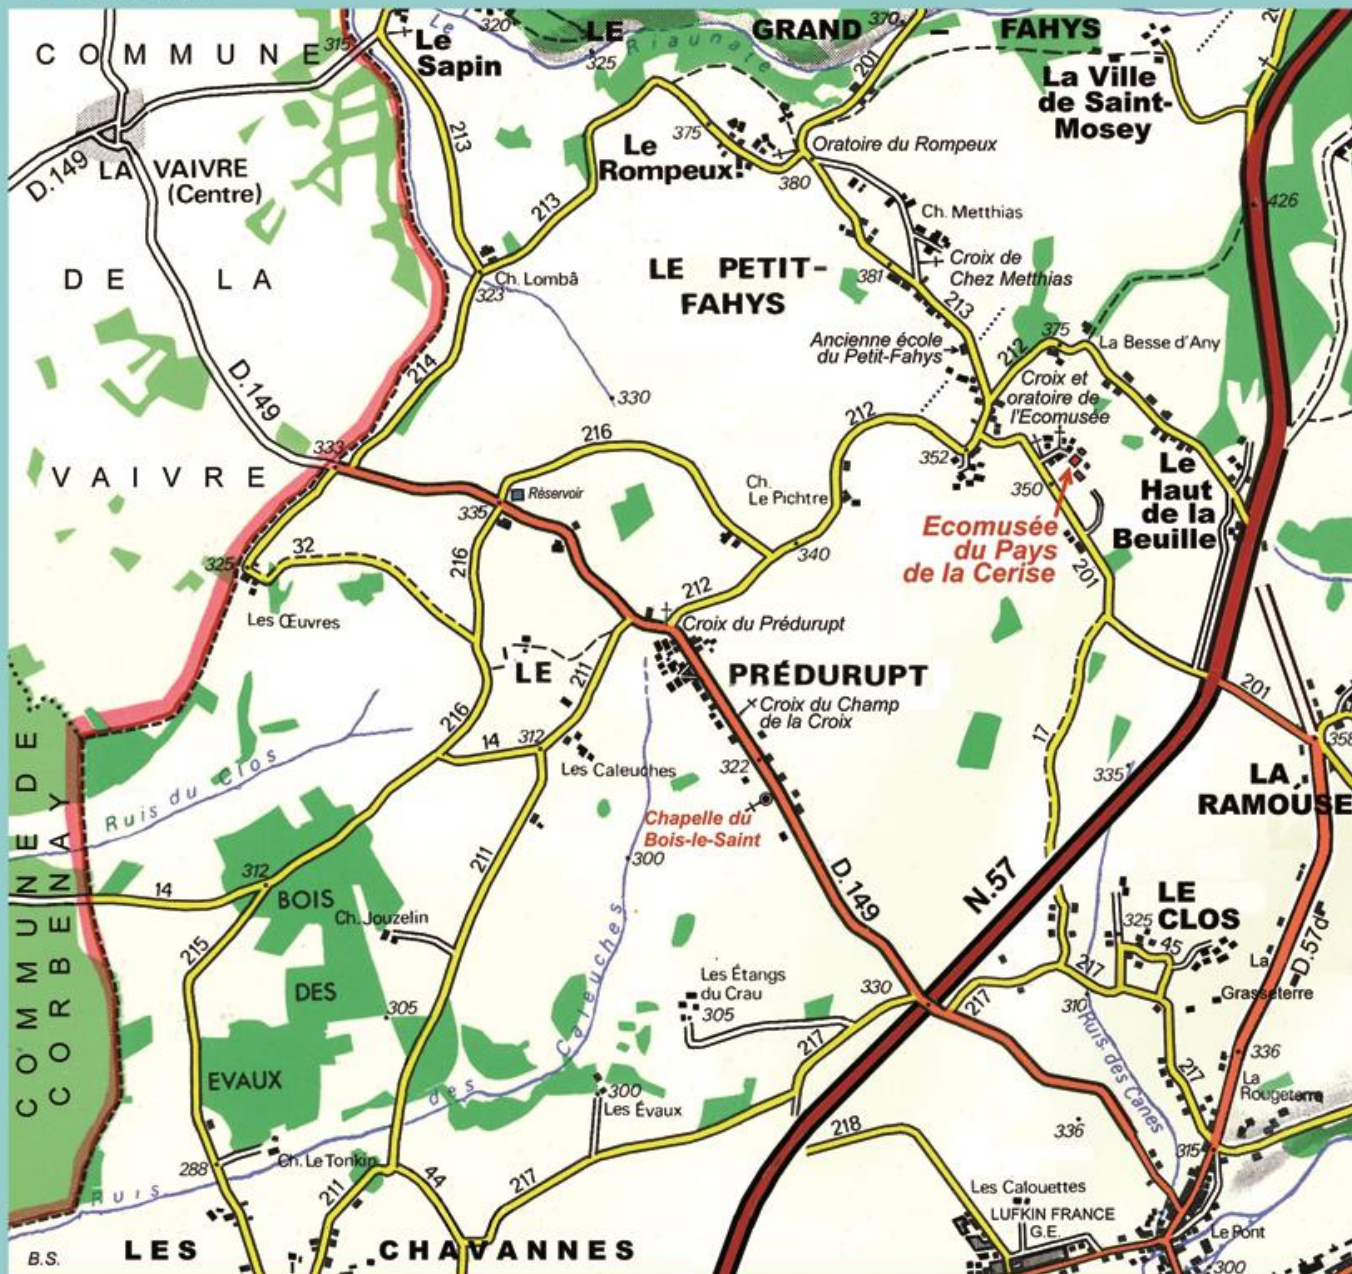 320
Le
LE GRAND - FAHYS
370
20
COMMUNE
315
Le
Sapin
325
Riaunate
201
La Ville
de Saint-
Mosey
213
375
Le
Rompeux
Oratoire du Rompeux
380
D.149
LA VAIVRE
(Centre)
213
426
Ch. Metthias
DE LA
Ch. Lombâ
323
LE PETIT-
FAHYS
381
Croix de
Chez Metthias
213
Ancienne école
du Petit-Fahys
375
La Besse d'Any
212
D.149
214
330
Croix et
oratoire de
l'Ecomusée
212
333
216
VAIVRE
352
Ch.
Le Pichtre
350
Le
Haut
de la
Beuille
Réservoir
335
Ecomusée
du Pays
de la Cerise
32
325
216
340
201
212
Les Œuvres
Croix du Prédurupt
LE PRÉDURUPT
211
201
Croix du Champ
de la Croix
216
14
312
17
358
Ruis du Clos
Les Caleuches
322
335
LA
RAMOUSE
Chapelle du
Bois-le-Saint
COMMUNE DE
CORBENAY
300
211
312
14
D.149
N.57
BOIS
Ch. Jouzelin
LE
CLOS
325
45
215
La
Grasseterre
D.57d
DES
305
Les Étangs
du Crau
305
330
217
217
310
Caleuches
217
Ruis. des Canes
336
EVAUX
des
300
Les Évaux
217
La
Rougeterre
218
336
315
288
Ch. Le Tonkin
Ruis.
211
44
217
Les Calouettes
LUFKIN FRANCE
G.E.
Le Pont
300
B.S.
LES CHAVANNES